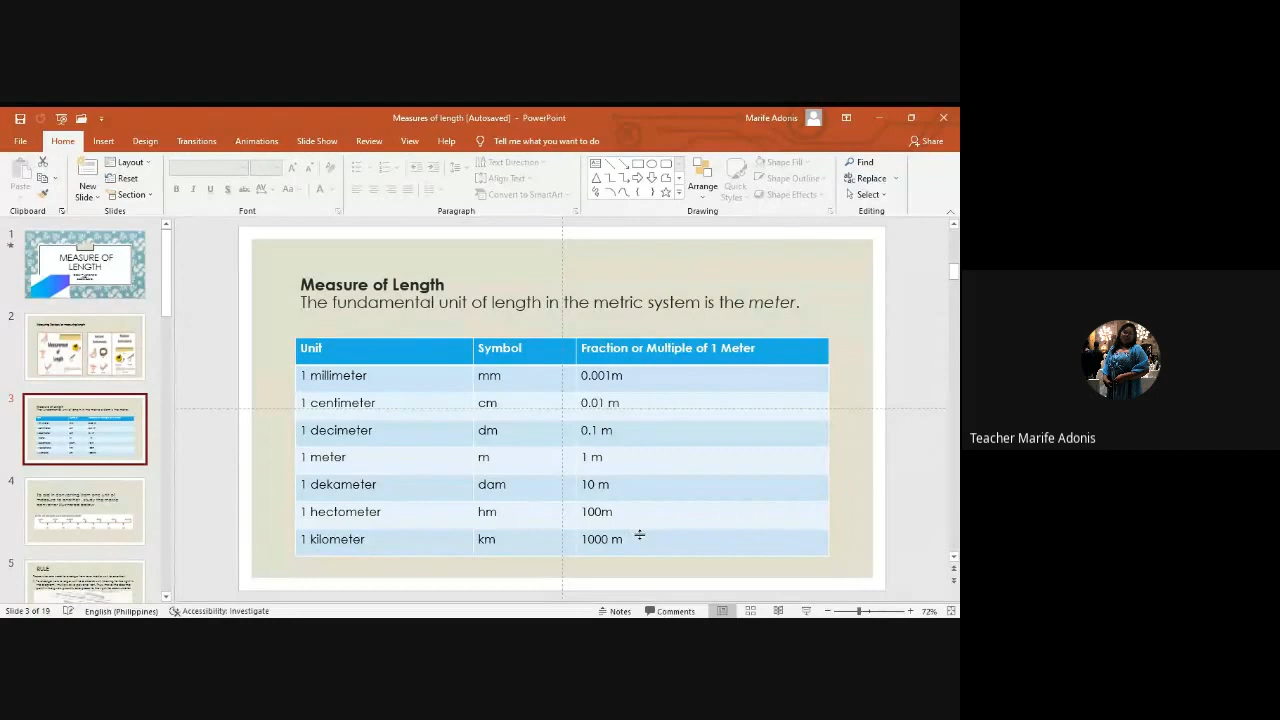 Measures of length [Autosaved] - PowerPoint
Marife Adonis
File Home Insert Design Transitions Animations Slide Show Review View Help Tell me what you want to do Share
Paste
New Slide
Layout
Reset
Section
Text Direction
Align Text
Convert to SmartArt
Arrange
Quick Styles
Shape Fill
Shape Outline
Shape Effects
Find
Replace
Select
Clipboard Slides Font Paragraph Drawing Editing
1
MEASURE OF
LENGTH
2
3
4
5
RULE
Measure of Length
The fundamental unit of length in the metric system is the meter.
Unit Symbol Fraction or Multiple of 1 Meter
1 millimeter mm 0.001m
1 centimeter cm 0.01 m
1 decimeter dm 0.1 m
1 meter m 1 m
1 dekameter dam 10 m
1 hectometer hm 100m
1 kilometer km 1000 m
Slide 3 of 19 English (Philippines) Accessibility: Investigate Notes Comments 72%
Teacher Marife Adonis